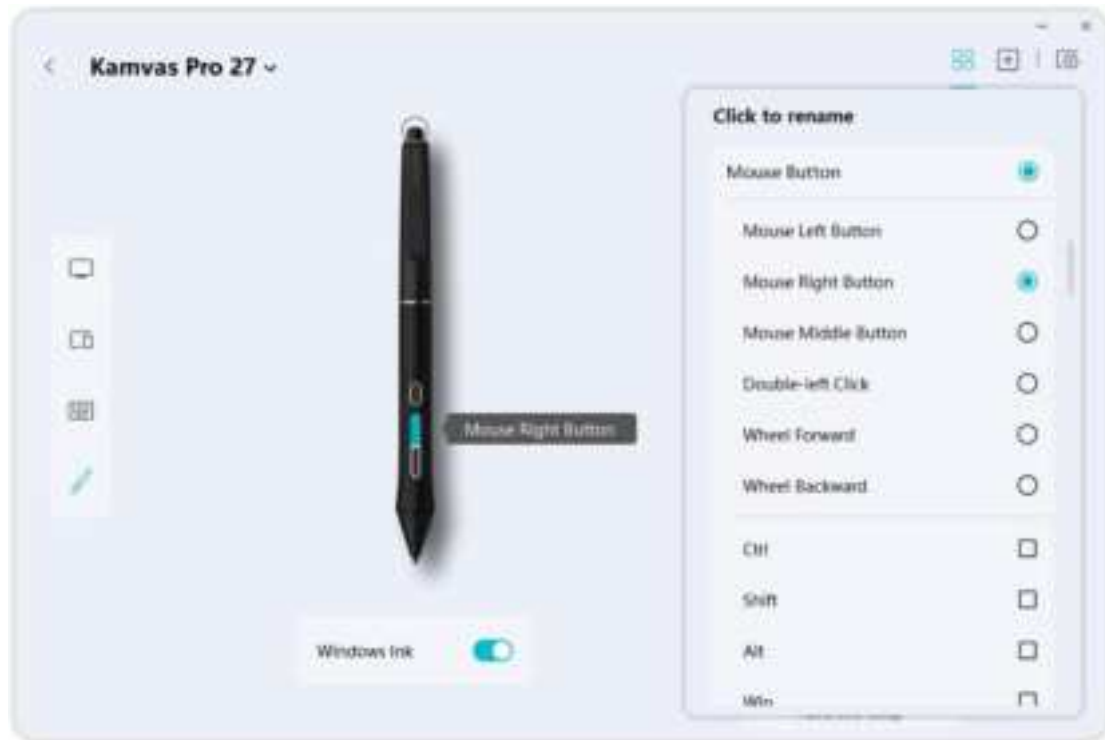 Kamvas Pro 27
Click to rename
Mouse Button
Mouse Left Button
Mouse Right Button
Mouse Middle Button
Double-left Click
Wheel Forward
Wheel Backward
Ctrl
Shift
Alt
Win
Mouse Right Button
Windows Ink